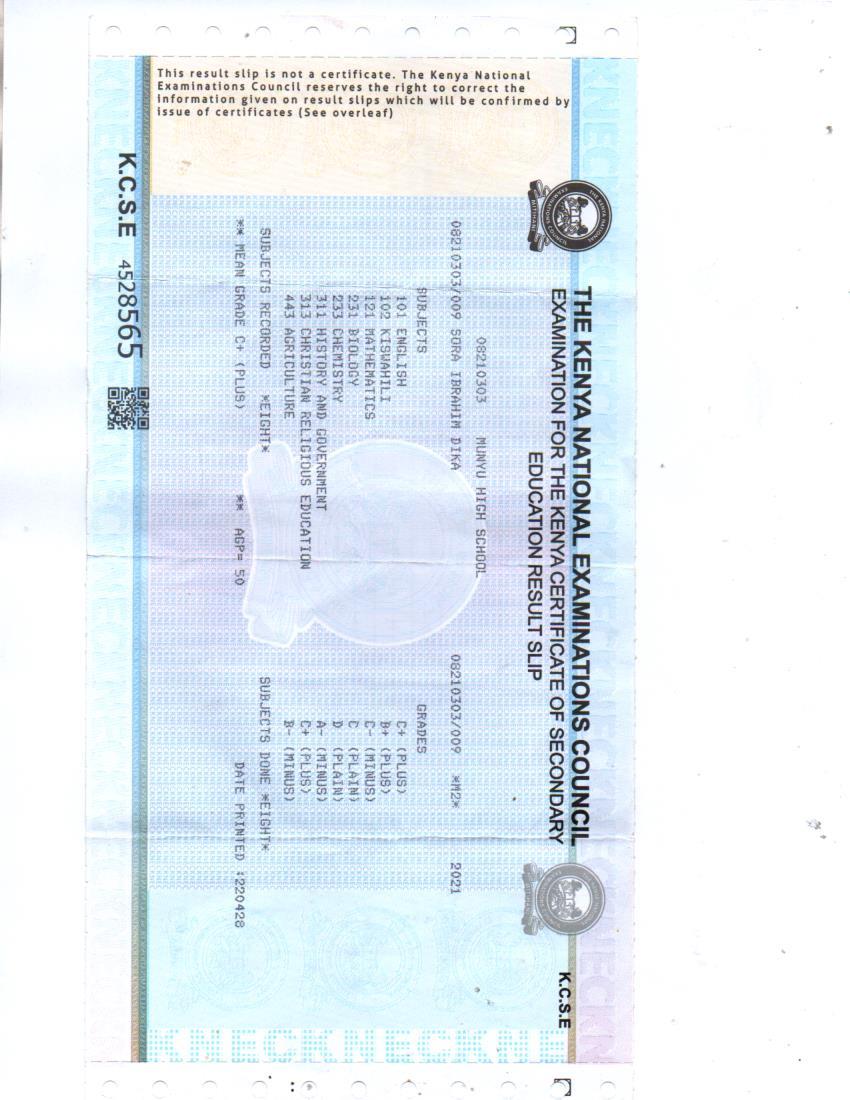 This result slip is not a certificate. The Kenya National
Examinations Council reserves the right to correct the
information given on result slips which will be confirmed by
issue of certificates (See overleaf)
THE KENYA NATIONAL EXAMINATIONS COUNCIL
EXAMINATION FOR THE KENYA CERTIFICATE OF SECONDARY
EDUCATION RESULT SLIP
K.C.S.E
08210303 MUNYU HIGH SCHOOL
08210303/009 SORA IBRAHIM DIKA 08210303/009 *M2* 2021
SUBJECTS GRADES
101 ENGLISH C+ (PLUS)
102 KISWAHILI B+ (PLUS)
121 MATHEMATICS C- (MINUS)
231 BIOLOGY C (PLAIN)
233 CHEMISTRY D (PLAIN)
311 HISTORY AND GOVERNMENT A- (MINUS)
313 CHRISTIAN RELIGIOUS EDUCATION C+ (PLUS)
443 AGRICULTURE B- (MINUS)
SUBJECTS RECORDED *EIGHT* SUBJECTS DONE *EIGHT*
** MEAN GRADE C+ (PLUS) ** AGP= 50 DATE PRINTED :220428
K.C.S.E 4528565